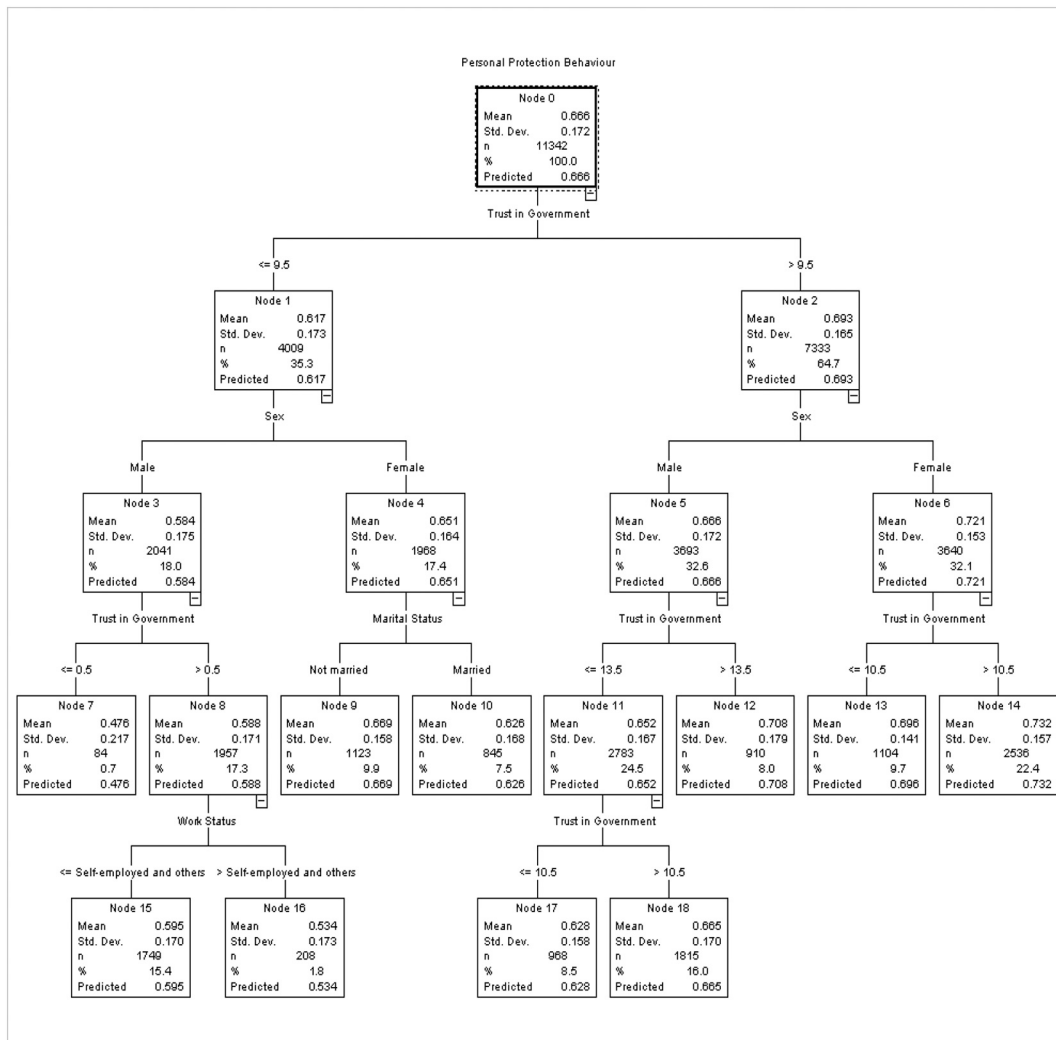 Personal Protection Behaviour
Node 0
Mean 0.666
Std. Dev. 0.172
n 11342
% 100.0
Predicted 0.666
Trust in Government
<= 9.5
> 9.5
Node 1
Mean 0.617
Std. Dev. 0.173
n 4009
% 35.3
Predicted 0.617
Node 2
Mean 0.693
Std. Dev. 0.165
n 7333
% 64.7
Predicted 0.693
Sex
Sex
Male
Female
Male
Female
Node 3
Mean 0.584
Std. Dev. 0.175
n 2041
% 18.0
Predicted 0.584
Node 4
Mean 0.651
Std. Dev. 0.164
n 1968
% 17.4
Predicted 0.651
Node 5
Mean 0.666
Std. Dev. 0.172
n 3693
% 32.6
Predicted 0.666
Node 6
Mean 0.721
Std. Dev. 0.153
n 3640
% 32.1
Predicted 0.721
Trust in Government
Marital Status
Trust in Government
Trust in Government
<= 0.5
> 0.5
Not married
Married
<= 13.5
> 13.5
<= 10.5
> 10.5
Node 7
Mean 0.476
Std. Dev. 0.217
n 84
% 0.7
Predicted 0.476
Node 8
Mean 0.588
Std. Dev. 0.171
n 1957
% 17.3
Predicted 0.588
Node 9
Mean 0.669
Std. Dev. 0.158
n 1123
% 9.9
Predicted 0.669
Node 10
Mean 0.626
Std. Dev. 0.168
n 845
% 7.5
Predicted 0.626
Node 11
Mean 0.652
Std. Dev. 0.167
n 2783
% 24.5
Predicted 0.652
Node 12
Mean 0.708
Std. Dev. 0.179
n 910
% 8.0
Predicted 0.708
Node 13
Mean 0.696
Std. Dev. 0.141
n 1104
% 9.7
Predicted 0.696
Node 14
Mean 0.732
Std. Dev. 0.157
n 2536
% 22.4
Predicted 0.732
Work Status
Trust in Government
<= Self-employed and others
> Self-employed and others
<= 10.5
> 10.5
Node 15
Mean 0.595
Std. Dev. 0.170
n 1749
% 15.4
Predicted 0.595
Node 16
Mean 0.534
Std. Dev. 0.173
n 208
% 1.8
Predicted 0.534
Node 17
Mean 0.628
Std. Dev. 0.158
n 968
% 8.5
Predicted 0.628
Node 18
Mean 0.665
Std. Dev. 0.170
n 1815
% 16.0
Predicted 0.665